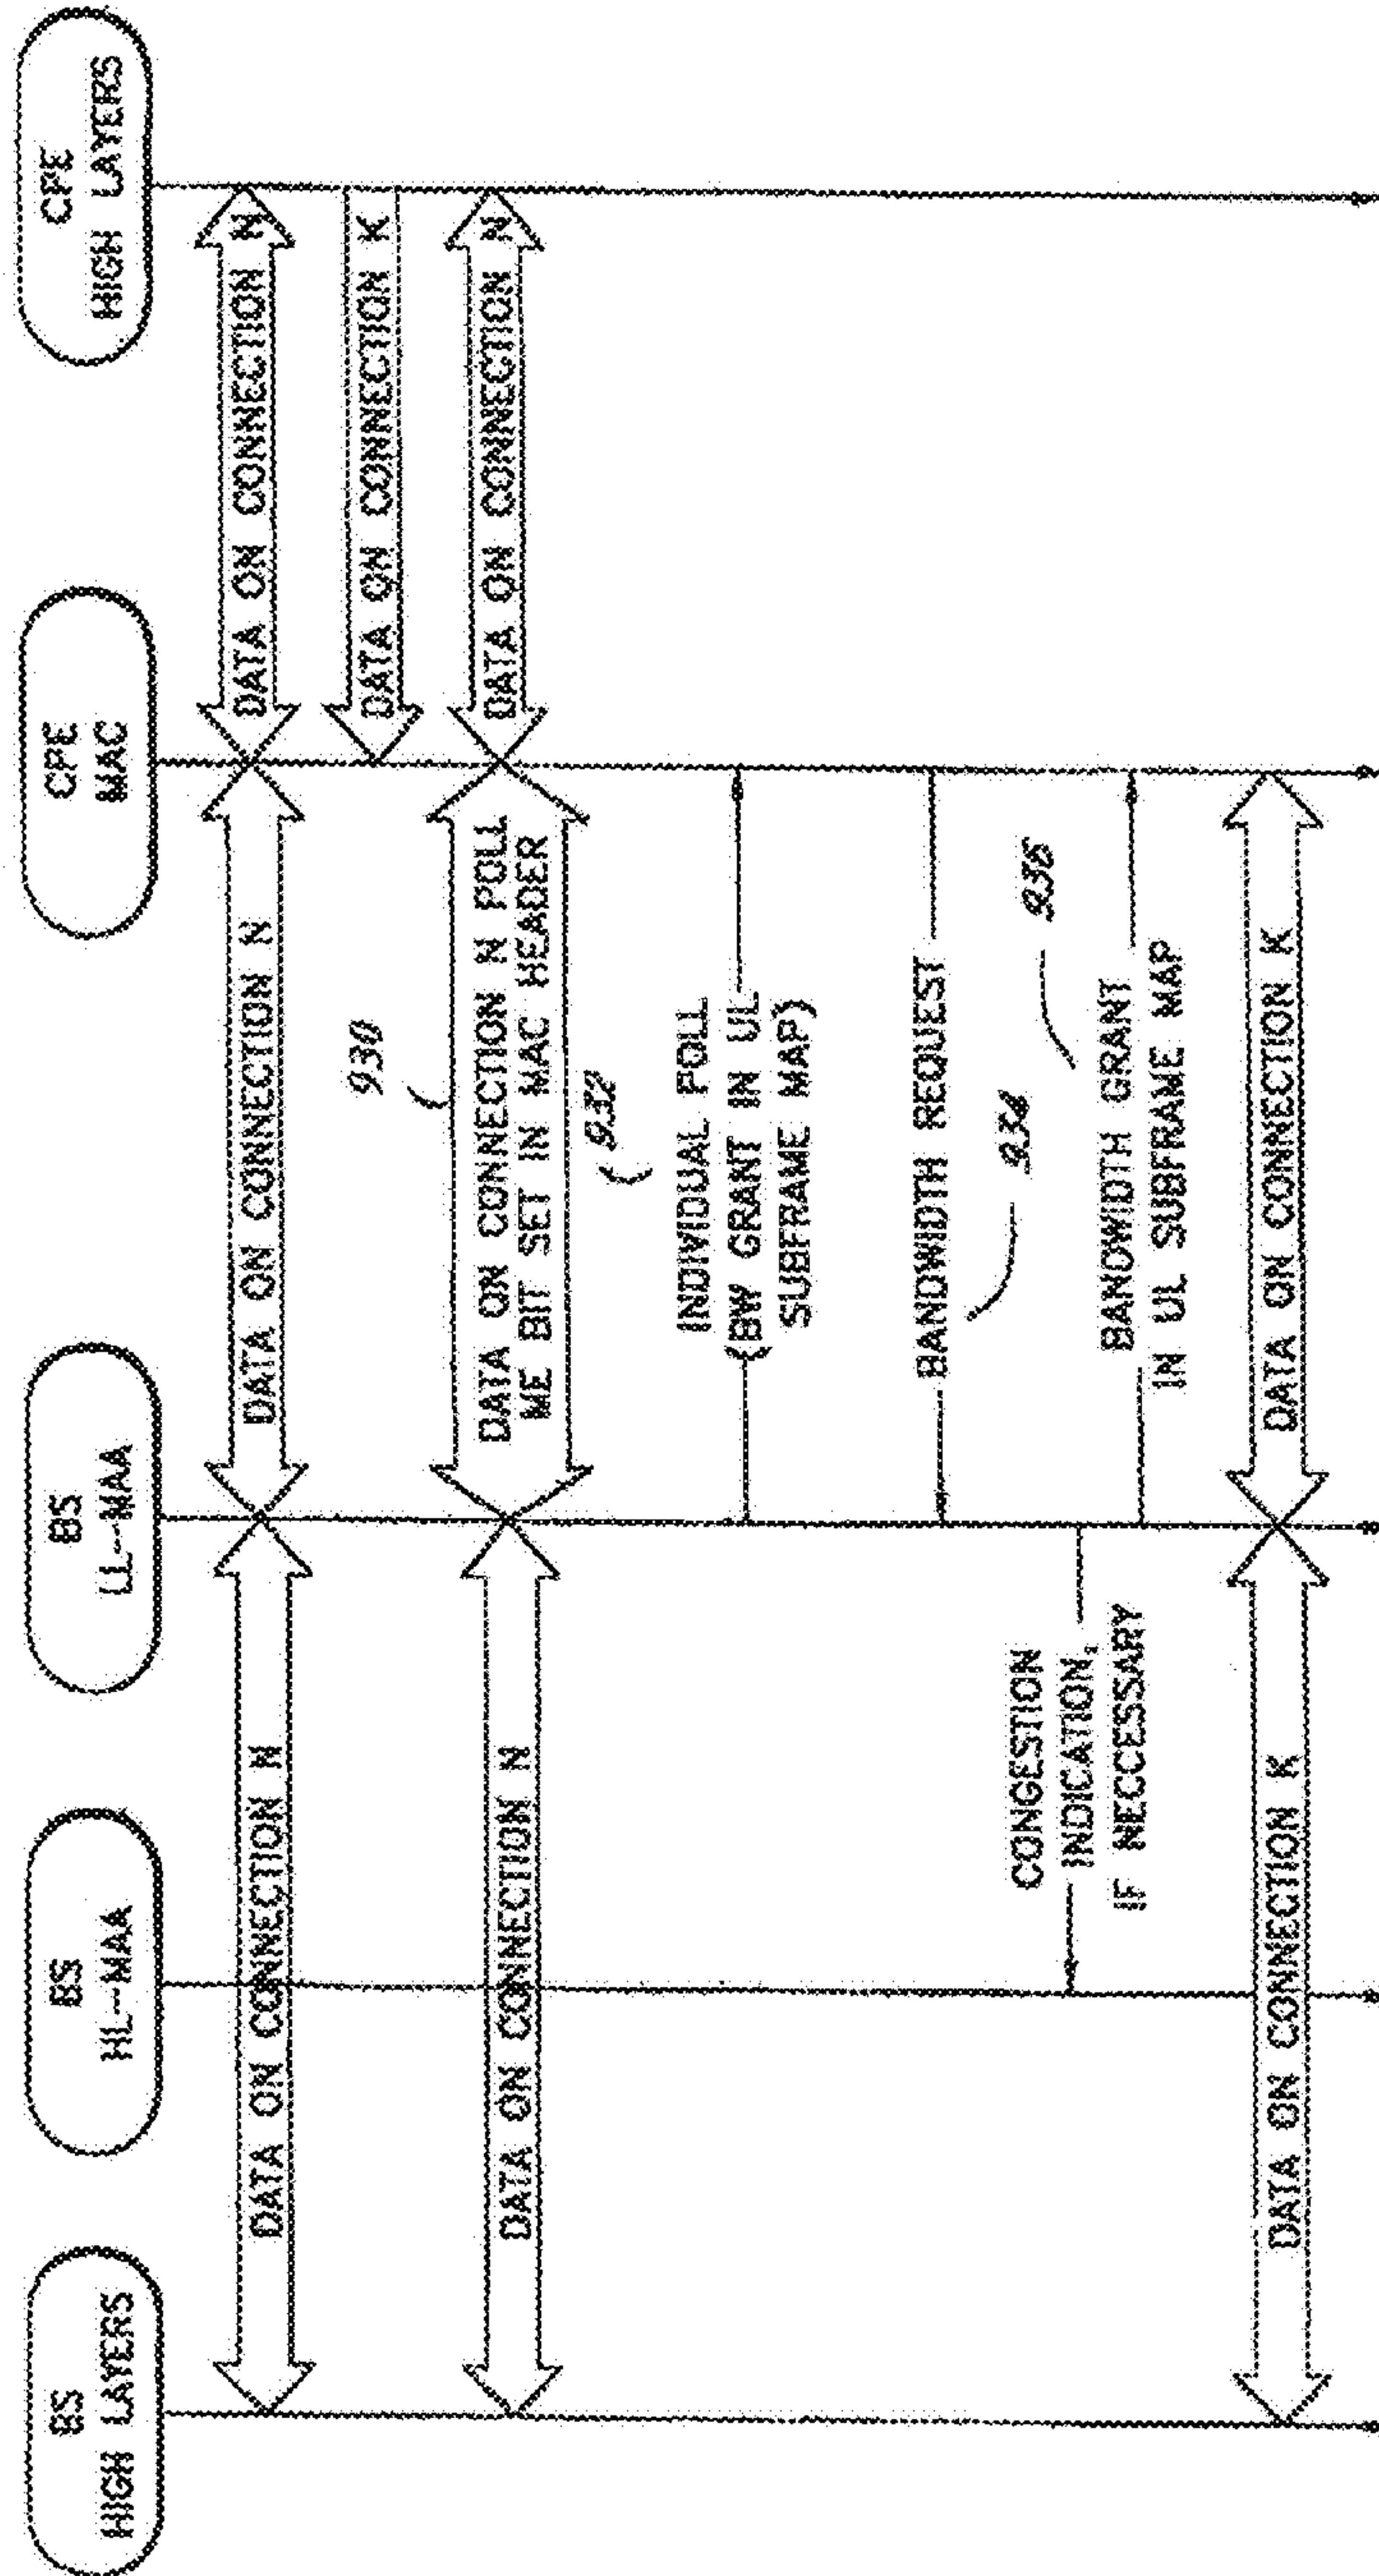 BS
HIGH LAYERS
BS
HL--MAA
BS
LL--MAA
CPE
MAC
CPE
HIGH LAYERS
DATA ON CONNECTION N
DATA ON CONNECTION N
DATA ON CONNECTION N
DATA ON CONNECTION K
930
DATA ON CONNECTION N
DATA ON CONNECTION N POLL
ME BIT SET IN MAC HEADER
DATA ON CONNECTION N
932
INDIVIDUAL POLL
(BW GRANT IN UL
SUBFRAME MAP)
BANDWIDTH REQUEST
934
936
CONGESTION
INDICATION,
IF NECCESSARY
BANDWIDTH GRANT
IN UL SUBFRAME MAP
DATA ON CONNECTION K
DATA ON CONNECTION K